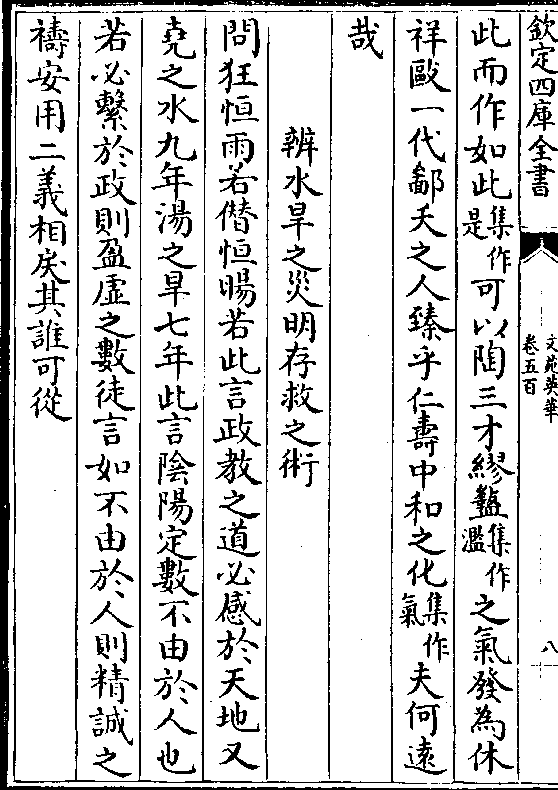 欽定四庫全書
文苑英華
卷五百
八
此而作如此集作是可以陶三才繆盭集作濫之氣發為休
祥毆一代鄙夭之人臻乎仁壽中和之化集作氣夫何遠
哉
辨水旱之災明存救之術
問狂恒雨若僭恒暘若此言政教之道必感於天地又
堯之水九年湯之旱七年此言陰陽定數不由於人也
若必繫於政則盈虛之數徒言如不由於人則精誠之
禱安用二義相戾其誰可從